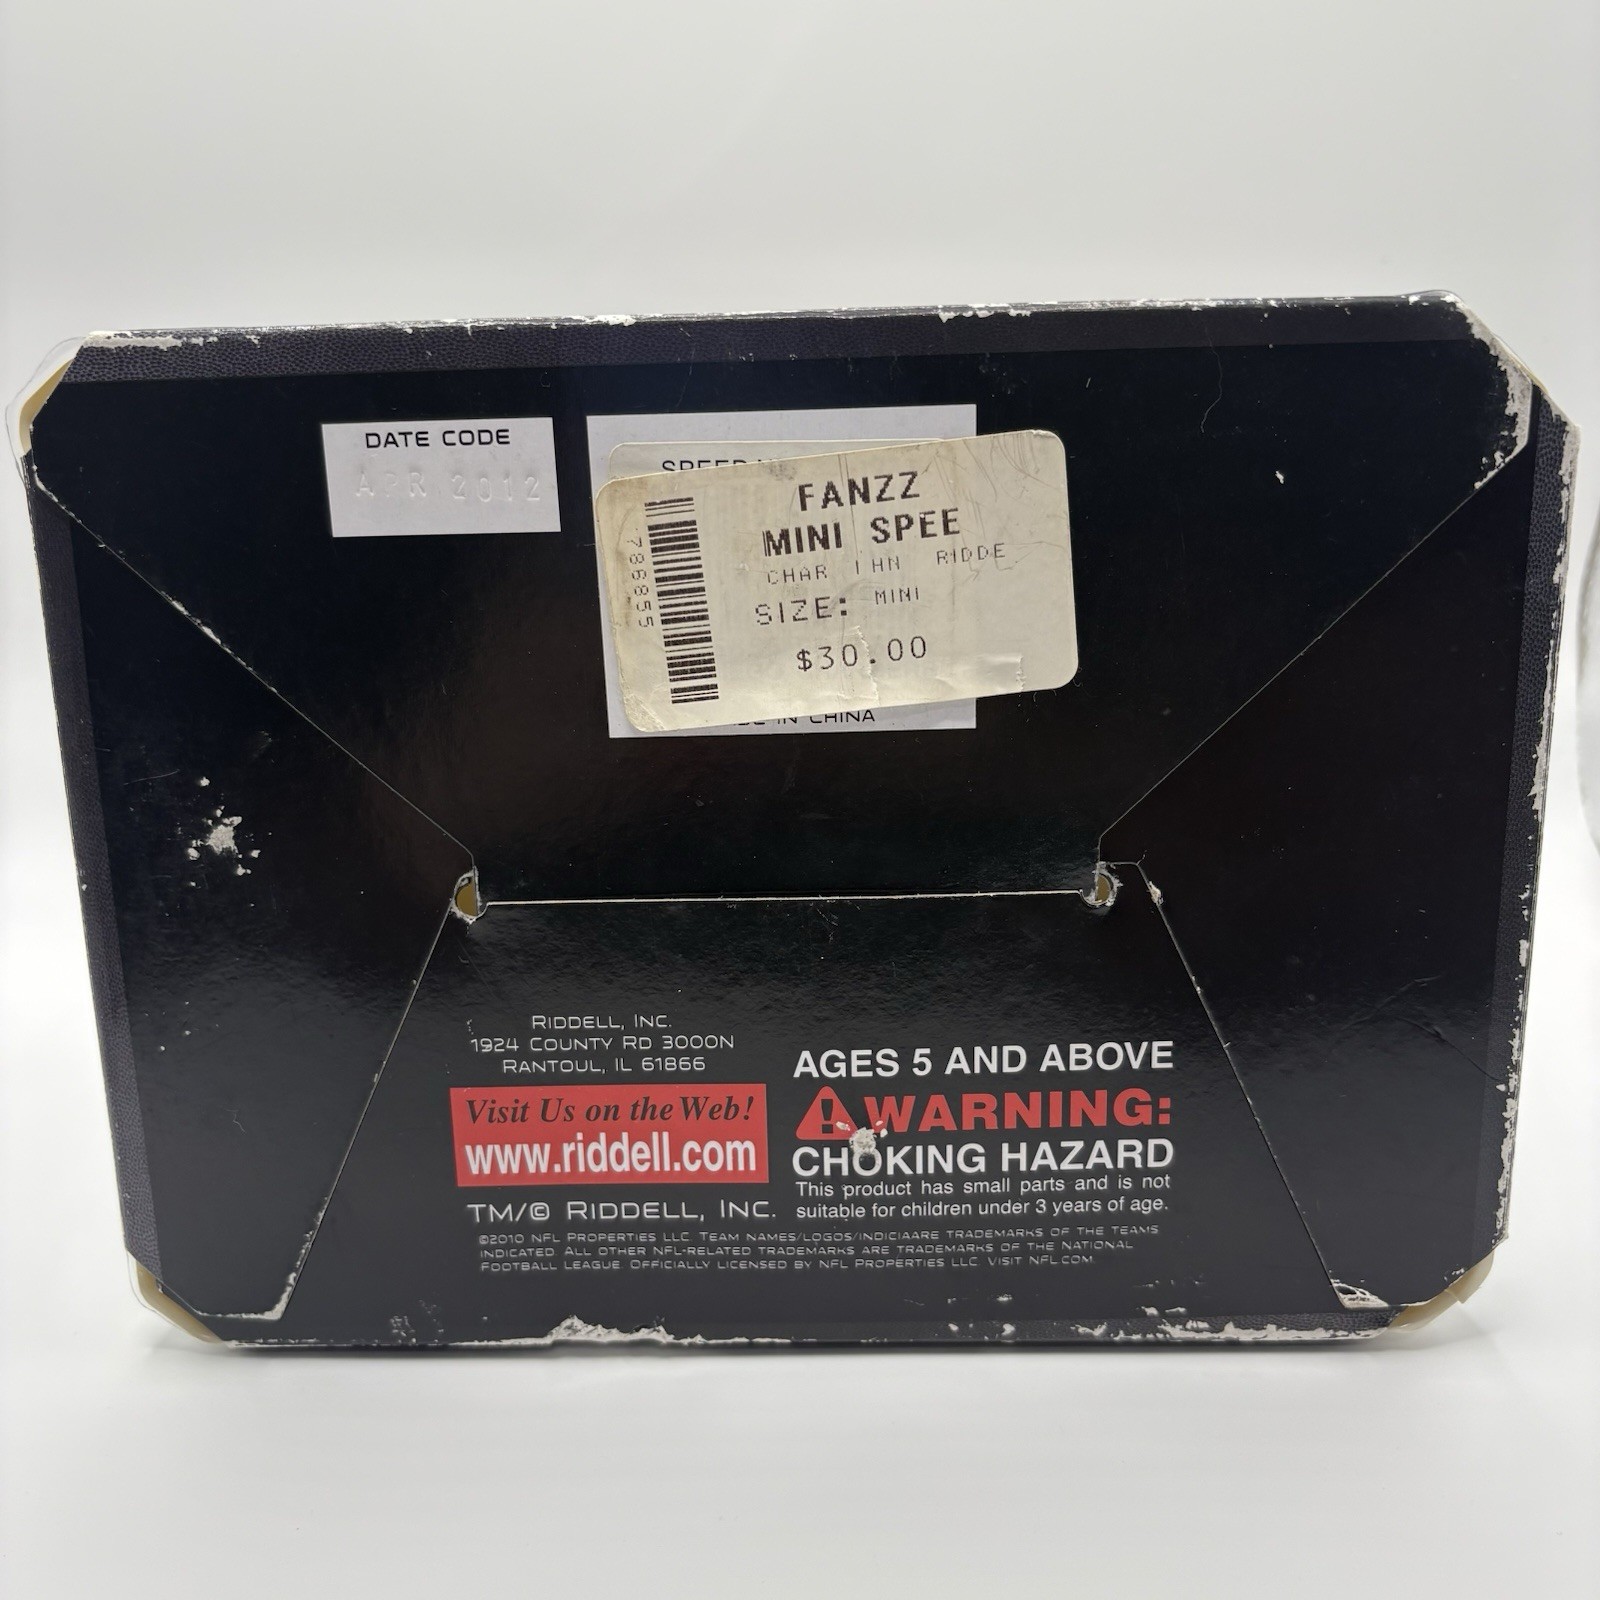 DATE CODE
APR 2012
FANZZ
MINI SPEE
CHAR HN RIDDE
SIZE: MINI
$30.00
786855
IN CHINA
RIDDELL, INC.
1924 COUNTY RD 3000N
RANTOUL, IL 61866
Visit Us on the Web!
www.riddell.com
TM/© RIDDELL, INC.
AGES 5 AND ABOVE
WARNING:
CHOKING HAZARD
This product has small parts and is not
suitable for children under 3 years of age.
©2010 NFL PROPERTIES LLC. TEAM NAMES/LOGOS/INDICIAARE TRADEMARKS OF THE TEAMS
INDICATED. ALL OTHER NFL-RELATED TRADEMARKS ARE TRADEMARKS OF THE NATIONAL
FOOTBALL LEAGUE. OFFICIALLY LICENSED BY NFL PROPERTIES LLC. VISIT NFL.COM.